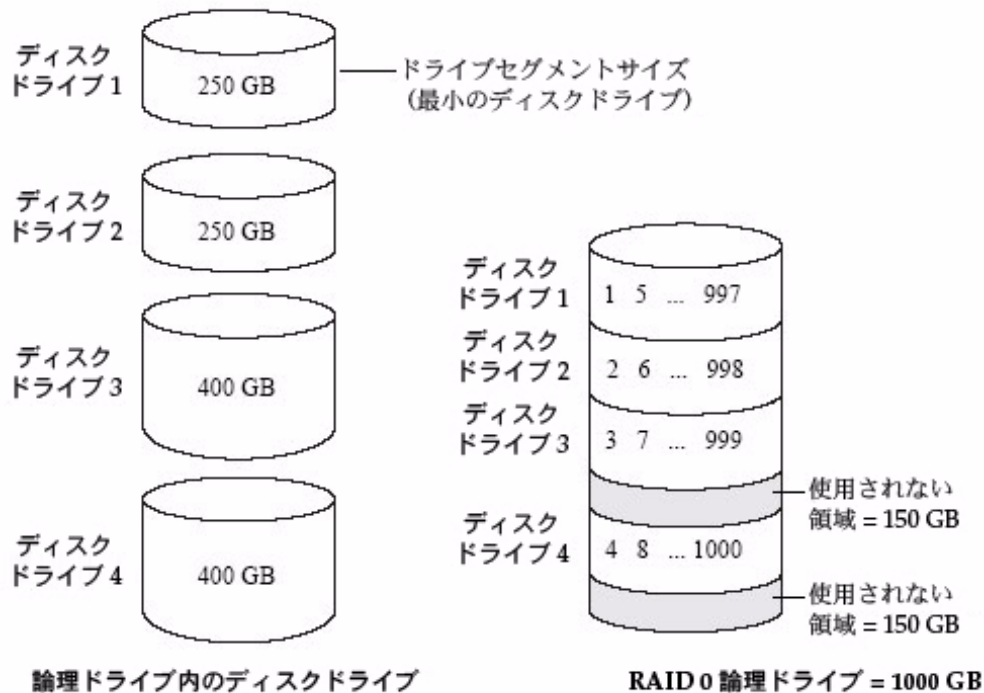 ディスク
ドライブ 1
250 GB
ドライブセグメントサイズ
(最小のディスクドライブ)
ディスク
ドライブ 2
250 GB
ディスク
ドライブ 3
400 GB
ディスク
ドライブ 4
400 GB
論理ドライブ内のディスクドライブ
ディスク
ドライブ 1
1 5 ... 997
ディスク
ドライブ 2
2 6 ... 998
ディスク
ドライブ 3
3 7 ... 999
使用されない
領域 = 150 GB
ディスク
ドライブ 4
4 8 ... 1000
使用されない
領域 = 150 GB
RAID 0 論理ドライブ = 1000 GB